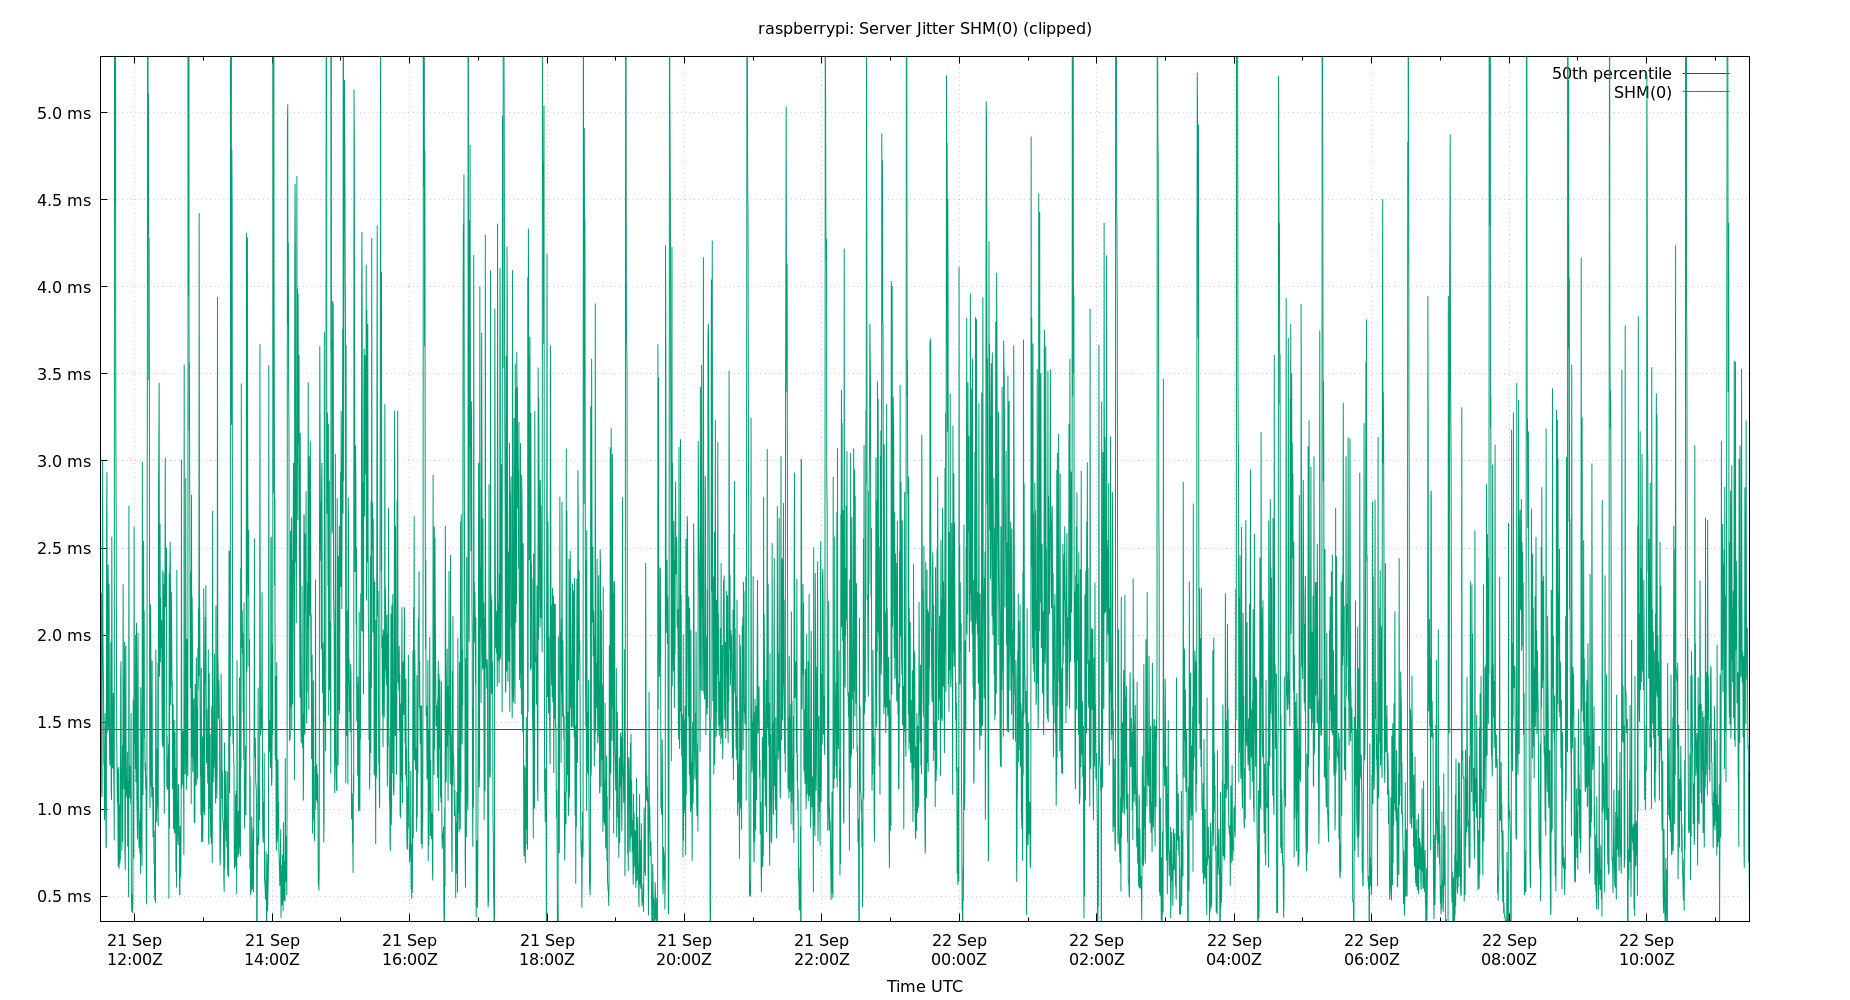 raspberrypi: Server Jitter SHM(0) (clipped)
50th percentile
SHM(0)
5.0 ms
4.5 ms
4.0 ms
3.5 ms
3.0 ms
2.5 ms
2.0 ms
1.5 ms
1.0 ms
0.5 ms
21 Sep 21 Sep 21 Sep 21 Sep 21 Sep 21 Sep 22 Sep 22 Sep 22 Sep 22 Sep 22 Sep 22 Sep
12:00Z 14:00Z 16:00Z 18:00Z 20:00Z 22:00Z 00:00Z 02:00Z 04:00Z 06:00Z 08:00Z 10:00Z
Time UTC